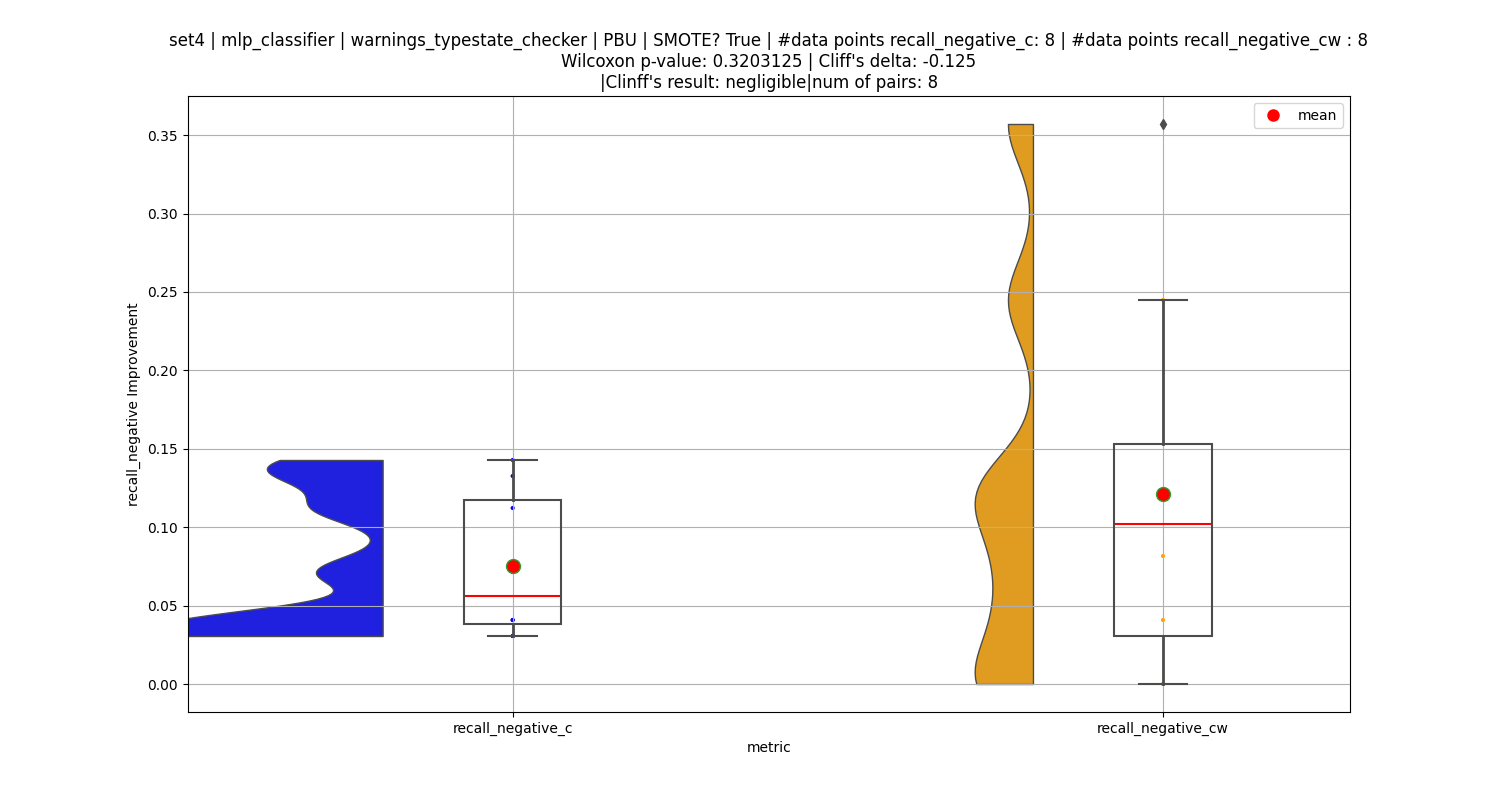 set4 | mlp_classifier | warnings_typestate_checker | PBU | SMOTE? True | #data points recall_negative_c: 8 | #data points recall_negative_cw : 8
Wilcoxon p-value: 0.3203125 | Cliff's delta: -0.125
|Clinff's result: negligible|num of pairs: 8
mean
0.35
0.30
0.25
0.20
0.15
0.10
0.05
0.00
recall_negative Improvement
recall_negative_c
recall_negative_cw
metric